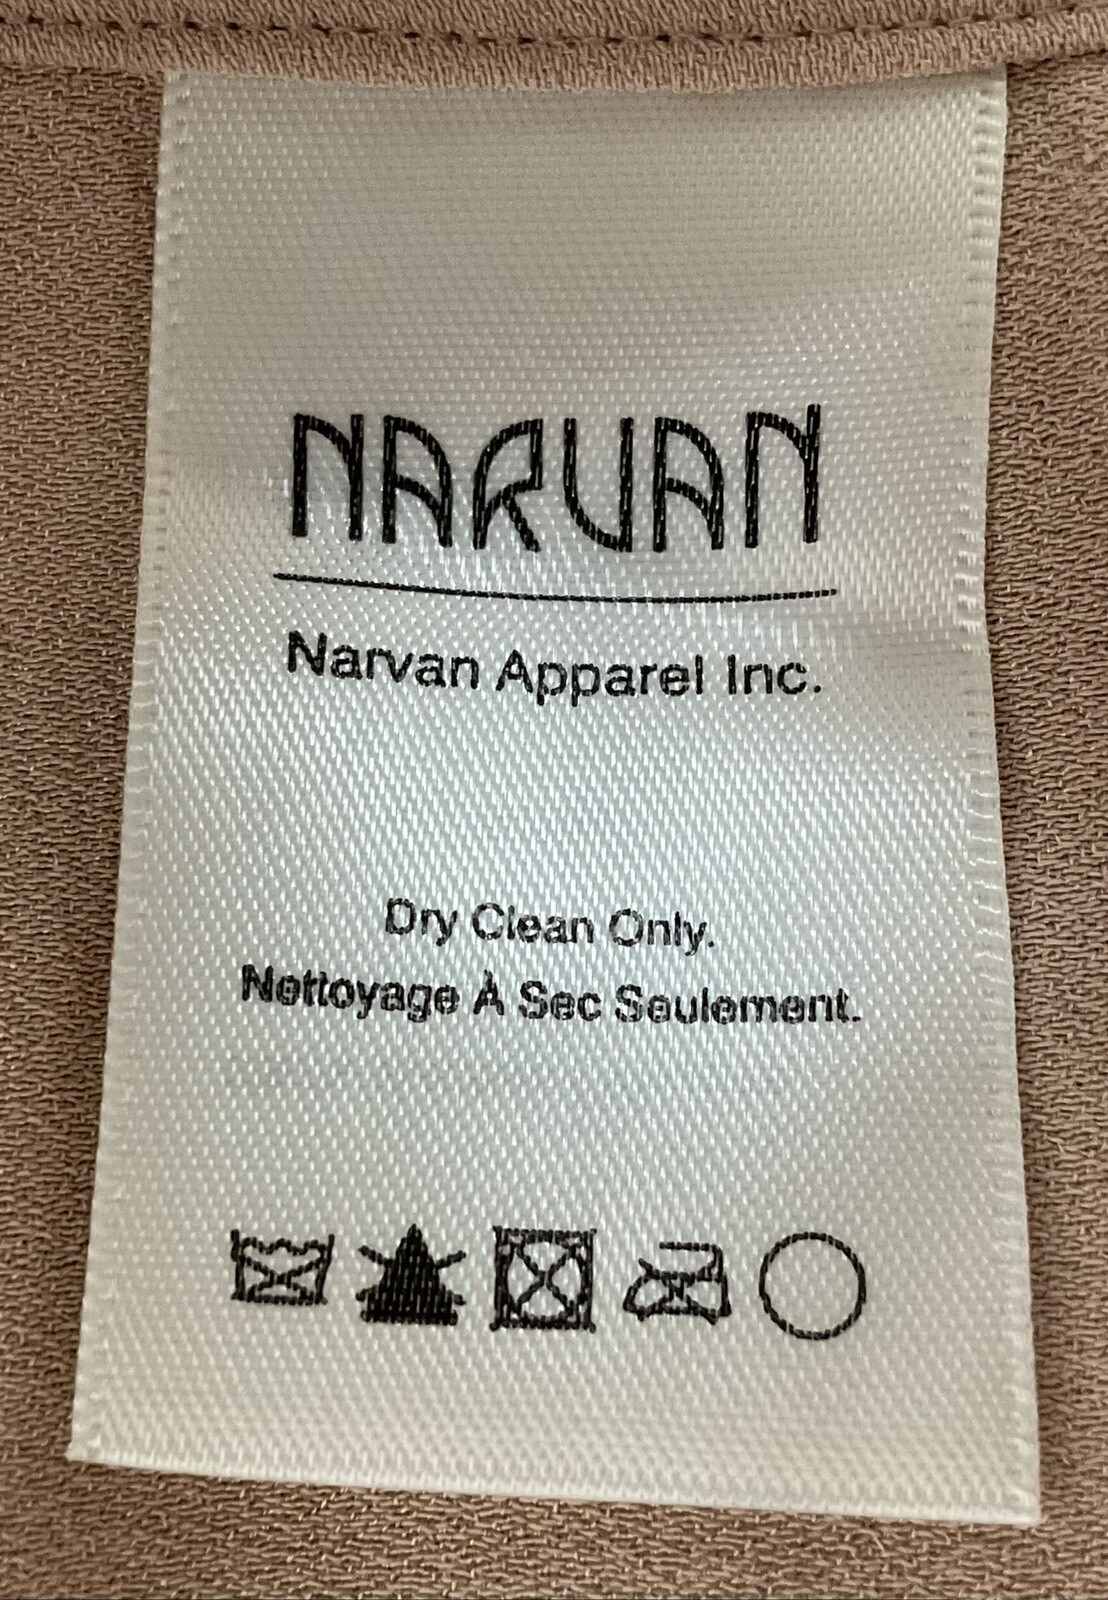 NARVAN
Narvan Apparel Inc.
Dry Clean Only.
Nettoyage À Sec Seulement.